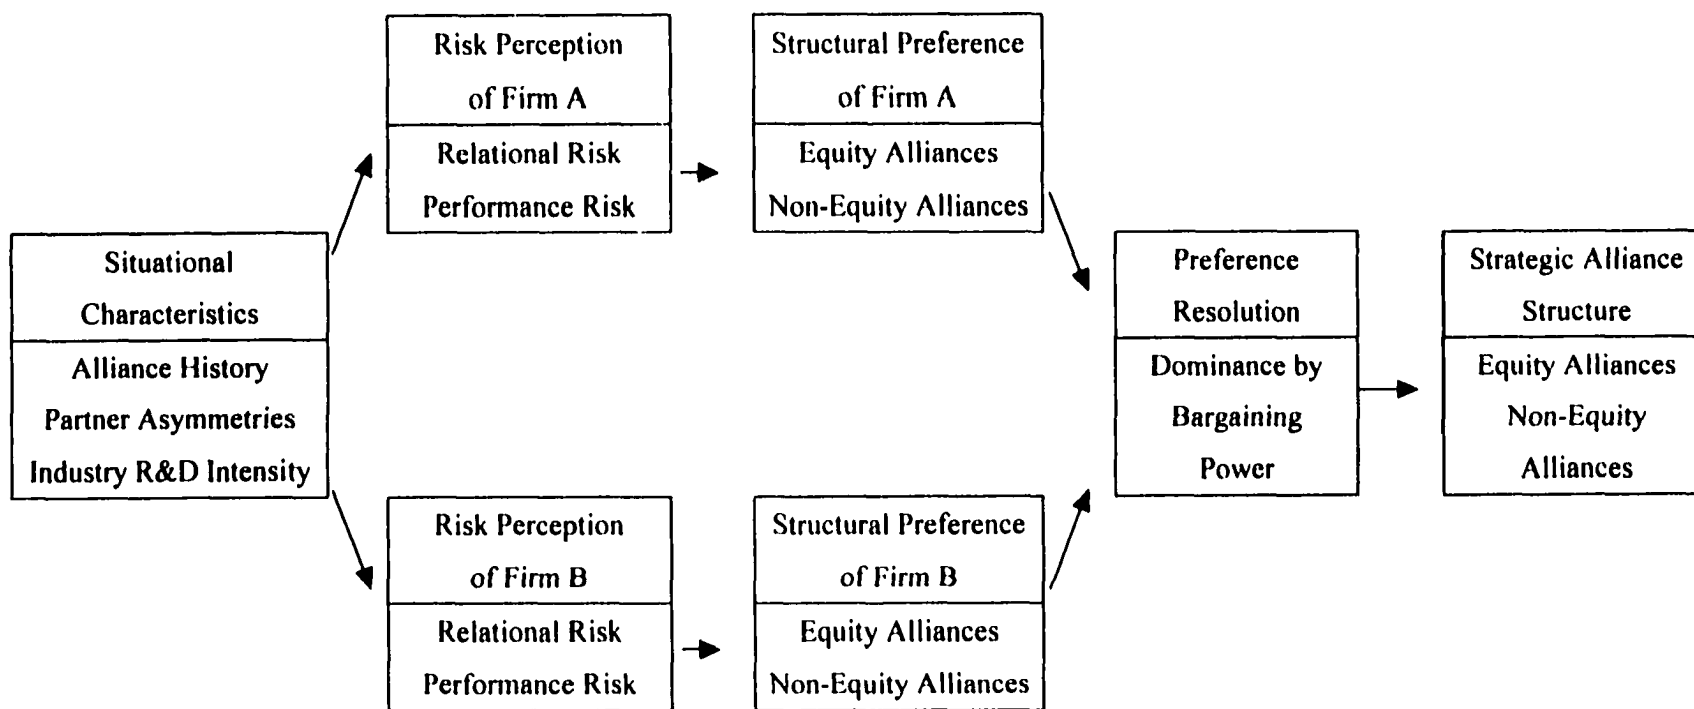 Risk Perception
of Firm A
Relational Risk
Performance Risk
Structural Preference
of Firm A
Equity Alliances
Non-Equity Alliances
Situational
Characteristics
Alliance History
Partner Asymmetries
Industry R&D Intensity
Preference
Resolution
Dominance by
Bargaining
Power
Strategic Alliance
Structure
Equity Alliances
Non-Equity
Alliances
Risk Perception
of Firm B
Relational Risk
Performance Risk
Structural Preference
of Firm B
Equity Alliances
Non-Equity Alliances